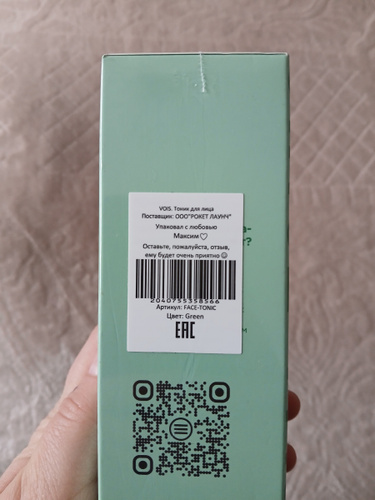 VOIS. Тоник для лица
Поставщик: ООО"РОКЕТ ЛАУНЧ"
Упаковал с любовью
Максим♡
Оставьте, пожалуйста, отзыв,
ему будет очень приятно☺
2040755358566
Артикул: FACE-TONIC
Цвет: Green
EAC